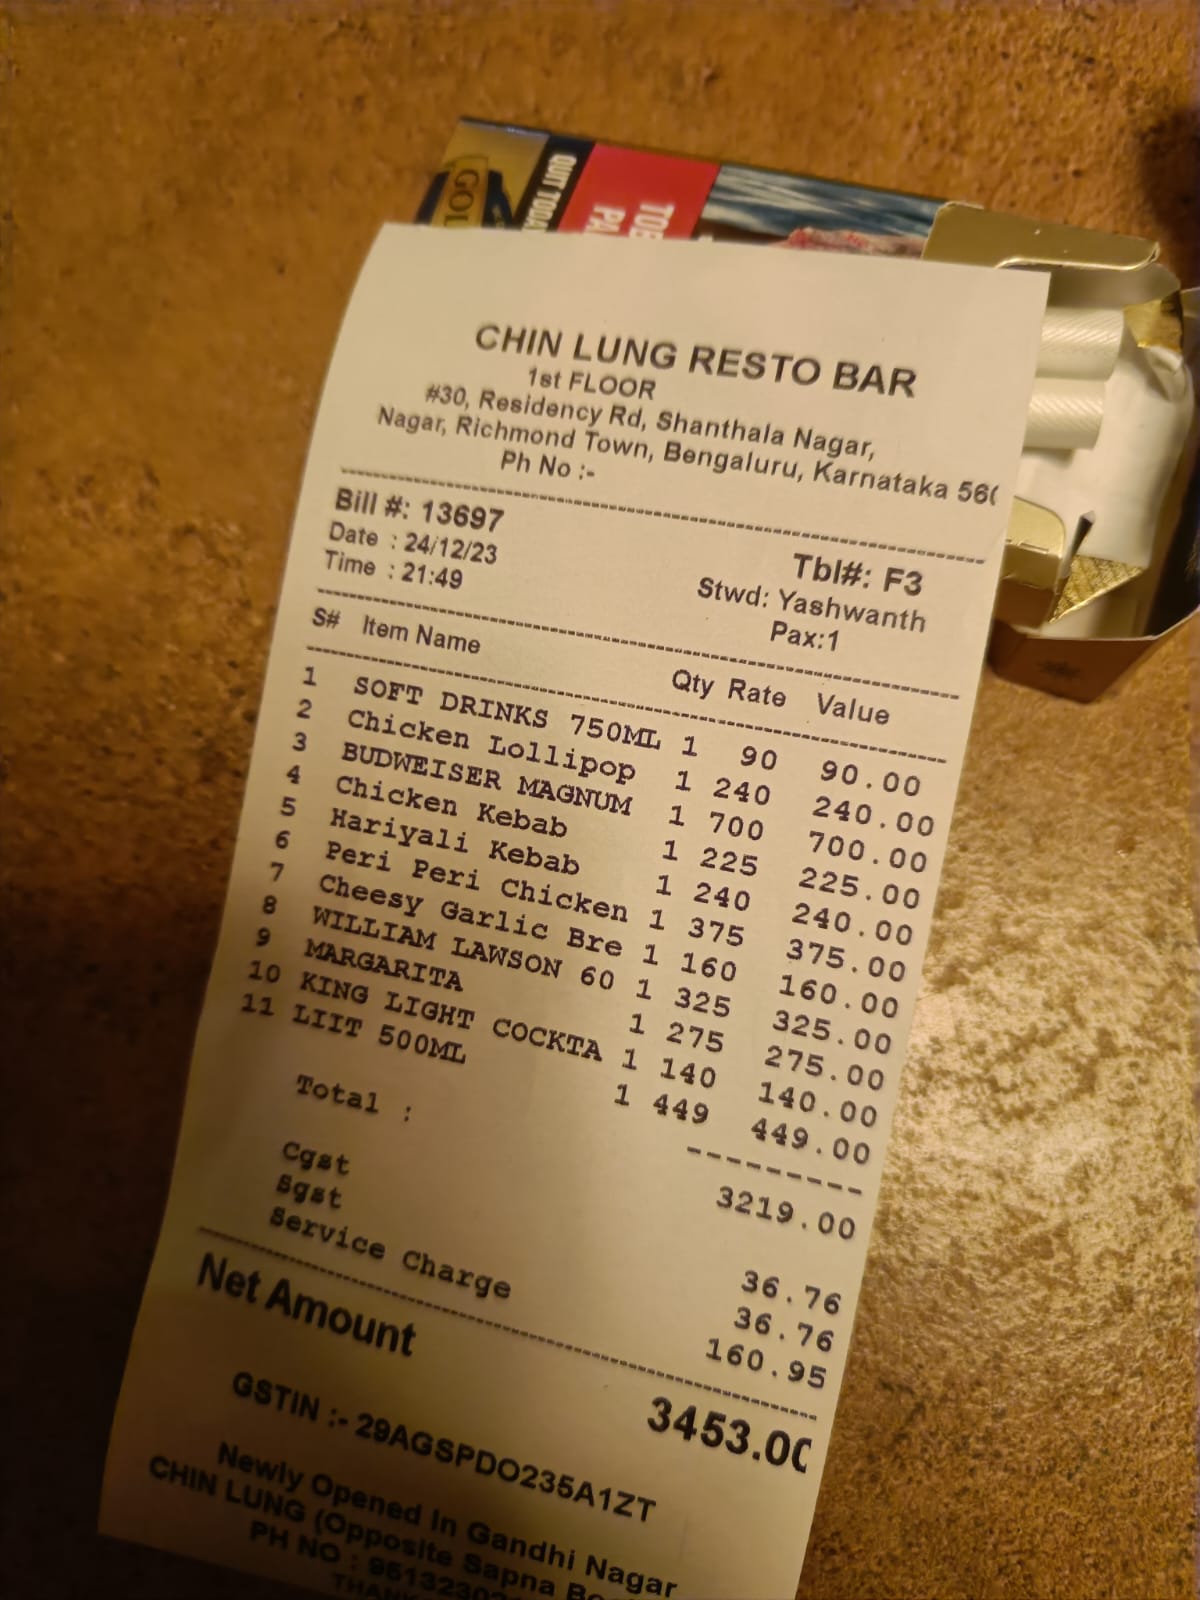 GOL
QUIT TODA
TOB
PA
CHIN LUNG RESTO BAR
1st FLOOR
#30, Residency Rd, Shanthala Nagar,
Nagar, Richmond Town, Bengaluru, Karnataka 560
Ph No :-
Bill #: 13697 Tbl#: F3
Date : 24/12/23 Stwd: Yashwanth
Time : 21:49 Pax:1
S# Item Name Qty Rate Value
1 SOFT DRINKS 750ML 1 90 90.00
2 Chicken Lollipop 1 240 240.00
3 BUDWEISER MAGNUM 1 700 700.00
4 Chicken Kebab 1 225 225.00
5 Hariyali Kebab 1 240 240.00
6 Peri Peri Chicken 1 375 375.00
7 Cheesy Garlic Bre 1 160 160.00
8 WILLIAM LAWSON 60 1 325 325.00
9 MARGARITA 1 275 275.00
10 KING LIGHT COCKTA 1 140 140.00
11 LIIT 500ML 1 449 449.00
Total : 3219.00
Cgst 36.76
Sgst 36.76
Service Charge 160.95
Net Amount 3453.00
GSTIN :- 29AGSPDO235A1ZT
Newly Opened In Gandhi Nagar
CHIN LUNG (Opposite Sapna
PH NO :